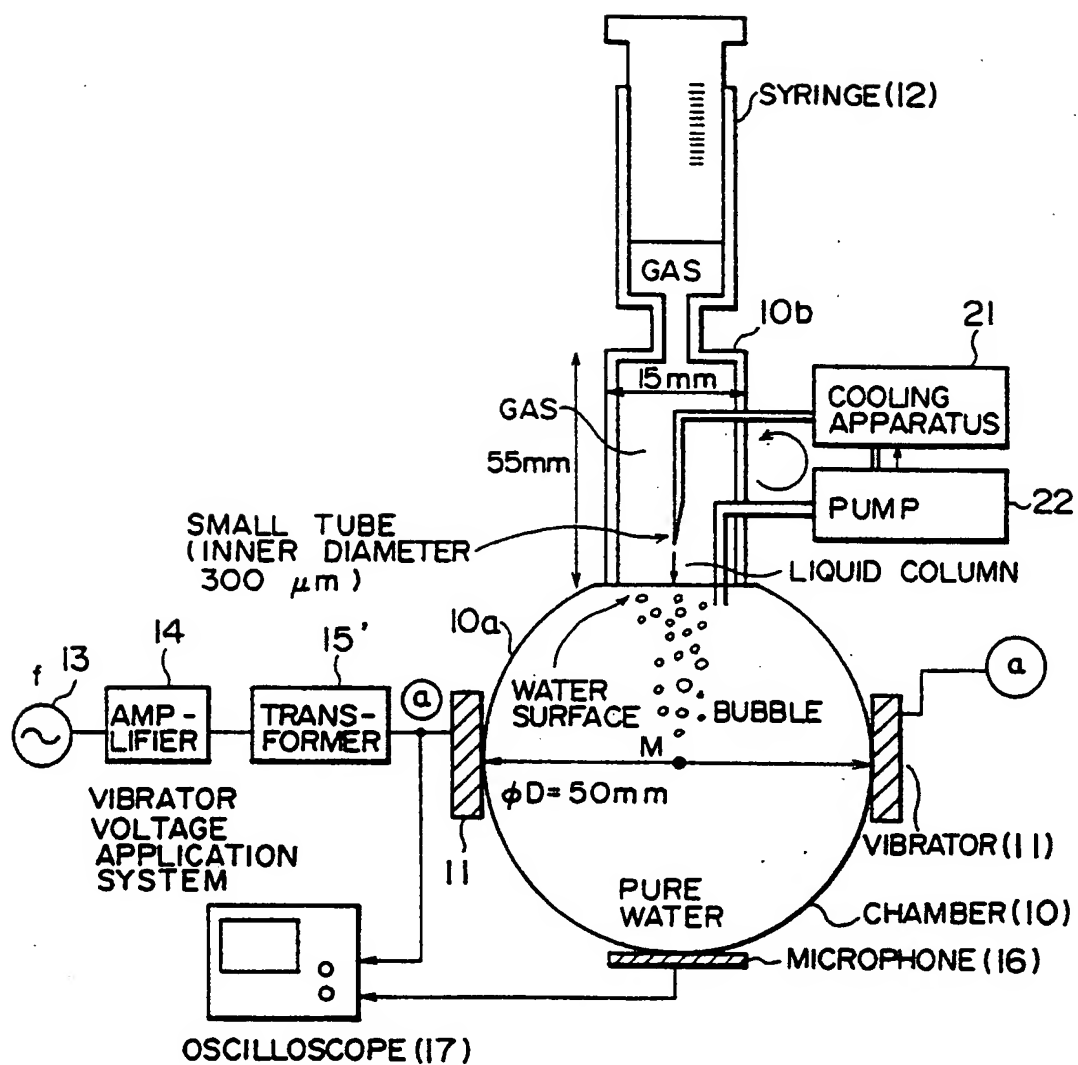 SYRINGE(12)
GAS
10b
21
15mm
COOLING
APPARATUS
GAS
55mm
PUMP
22
SMALL TUBE
(INNER DIAMETER
300 μm)
LIQUID COLUMN
10a
14
15'
f
13
a
a
AMP-
LIFIER
TRANS-
FORMER
WATER
SURFACE
BUBBLE
M
φD=50mm
VIBRATOR
VOLTAGE
APPLICATION
SYSTEM
11
VIBRATOR(11)
PURE
WATER
CHAMBER(10)
MICROPHONE(16)
OSCILLOSCOPE(17)